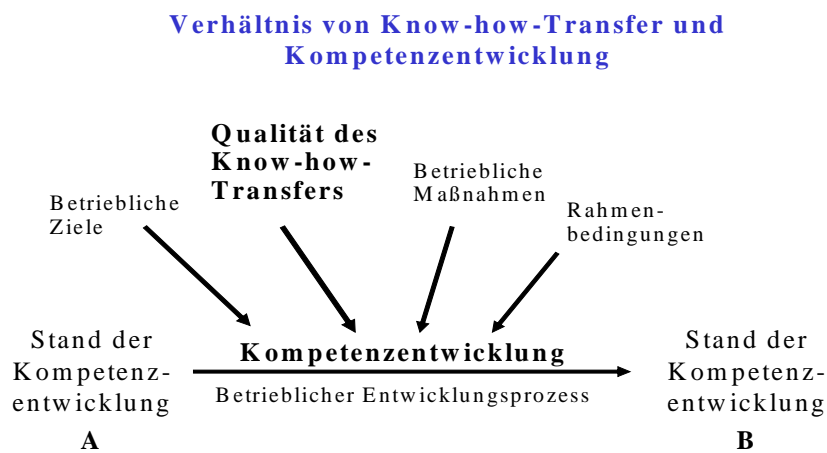 Verhältnis von Know-how-Transfer und
Kompetenzentwicklung
Qualität des
Know-how-
Transfers
Betriebliche
Maßnahmen
Betriebliche
Ziele
Rahmen-
bedingungen
Stand der
Kompetenz-
entwicklung
A
Kompetenzentwicklung
Betrieblicher Entwicklungsprozess
Stand der
Kompetenz-
entwicklung
B